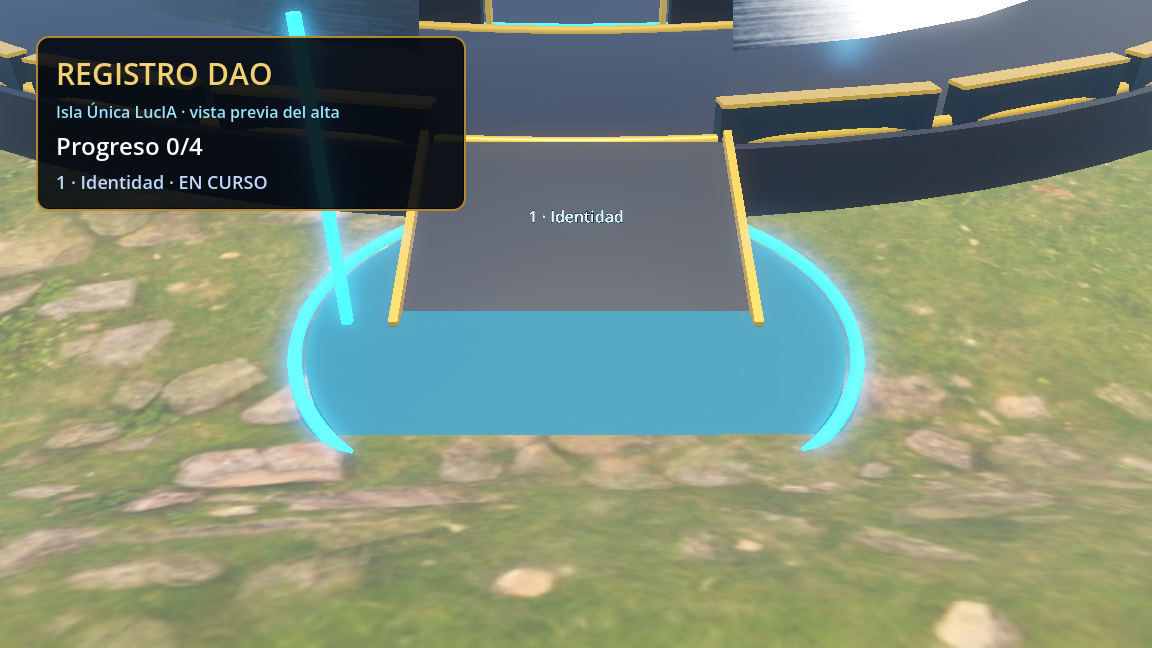 REGISTRO DAO
Isla Única LucIA · vista previa del alta
Progreso 0/4
1 · Identidad · EN CURSO
1 · Identidad